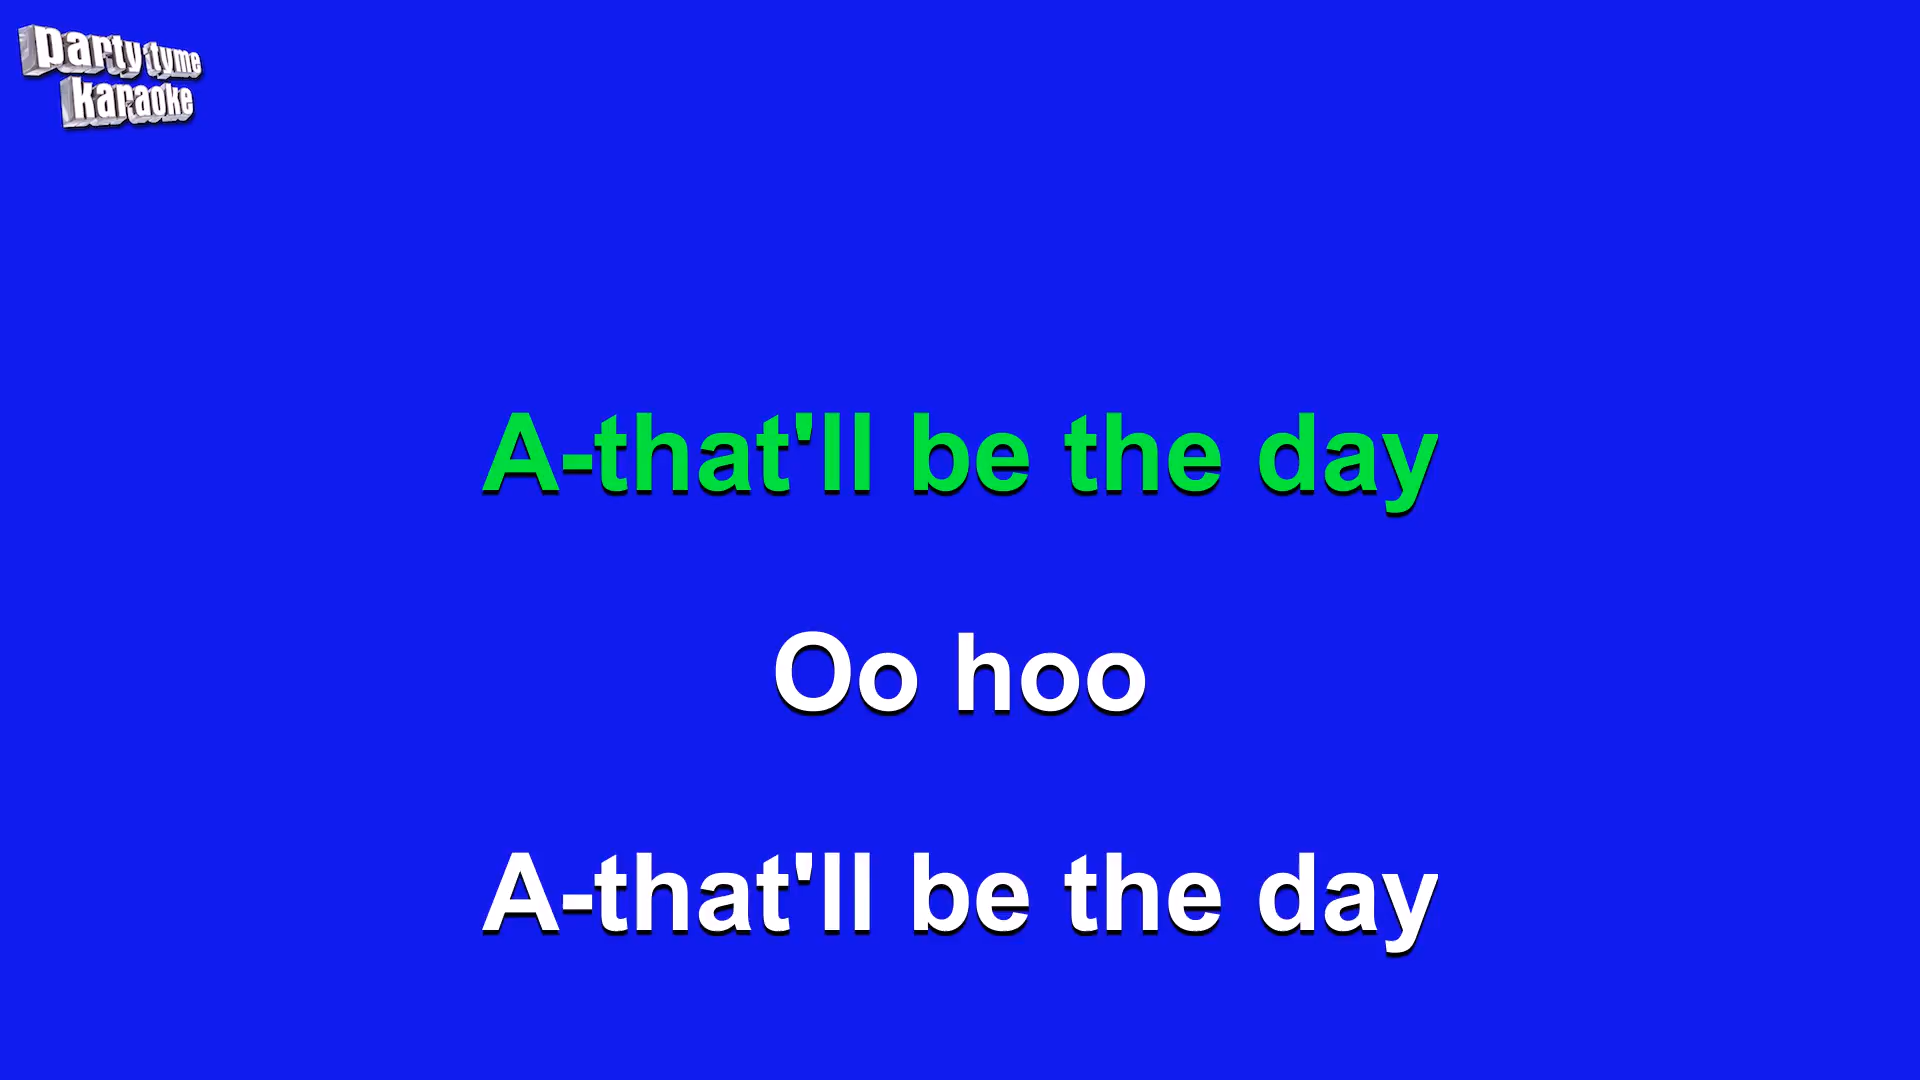 party tyme
karaoke
A-that'll be the day
Oo hoo
A-that'll be the day